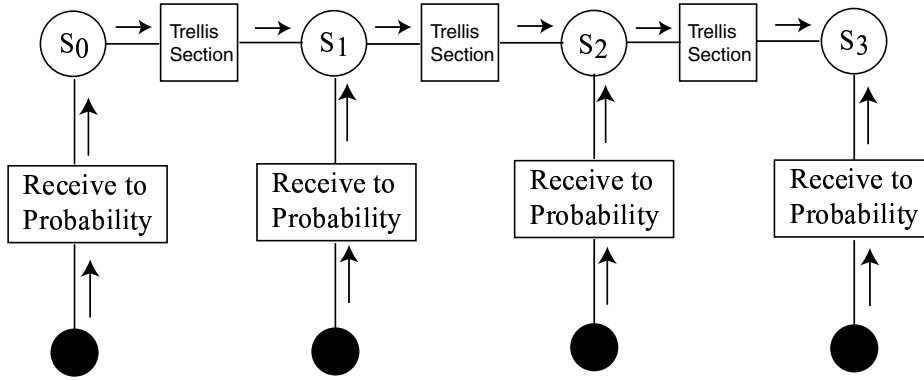 S0
Trellis
Section
S1
Trellis
Section
S2
Trellis
Section
S3
Receive to
Probability
Receive to
Probability
Receive to
Probability
Receive to
Probability